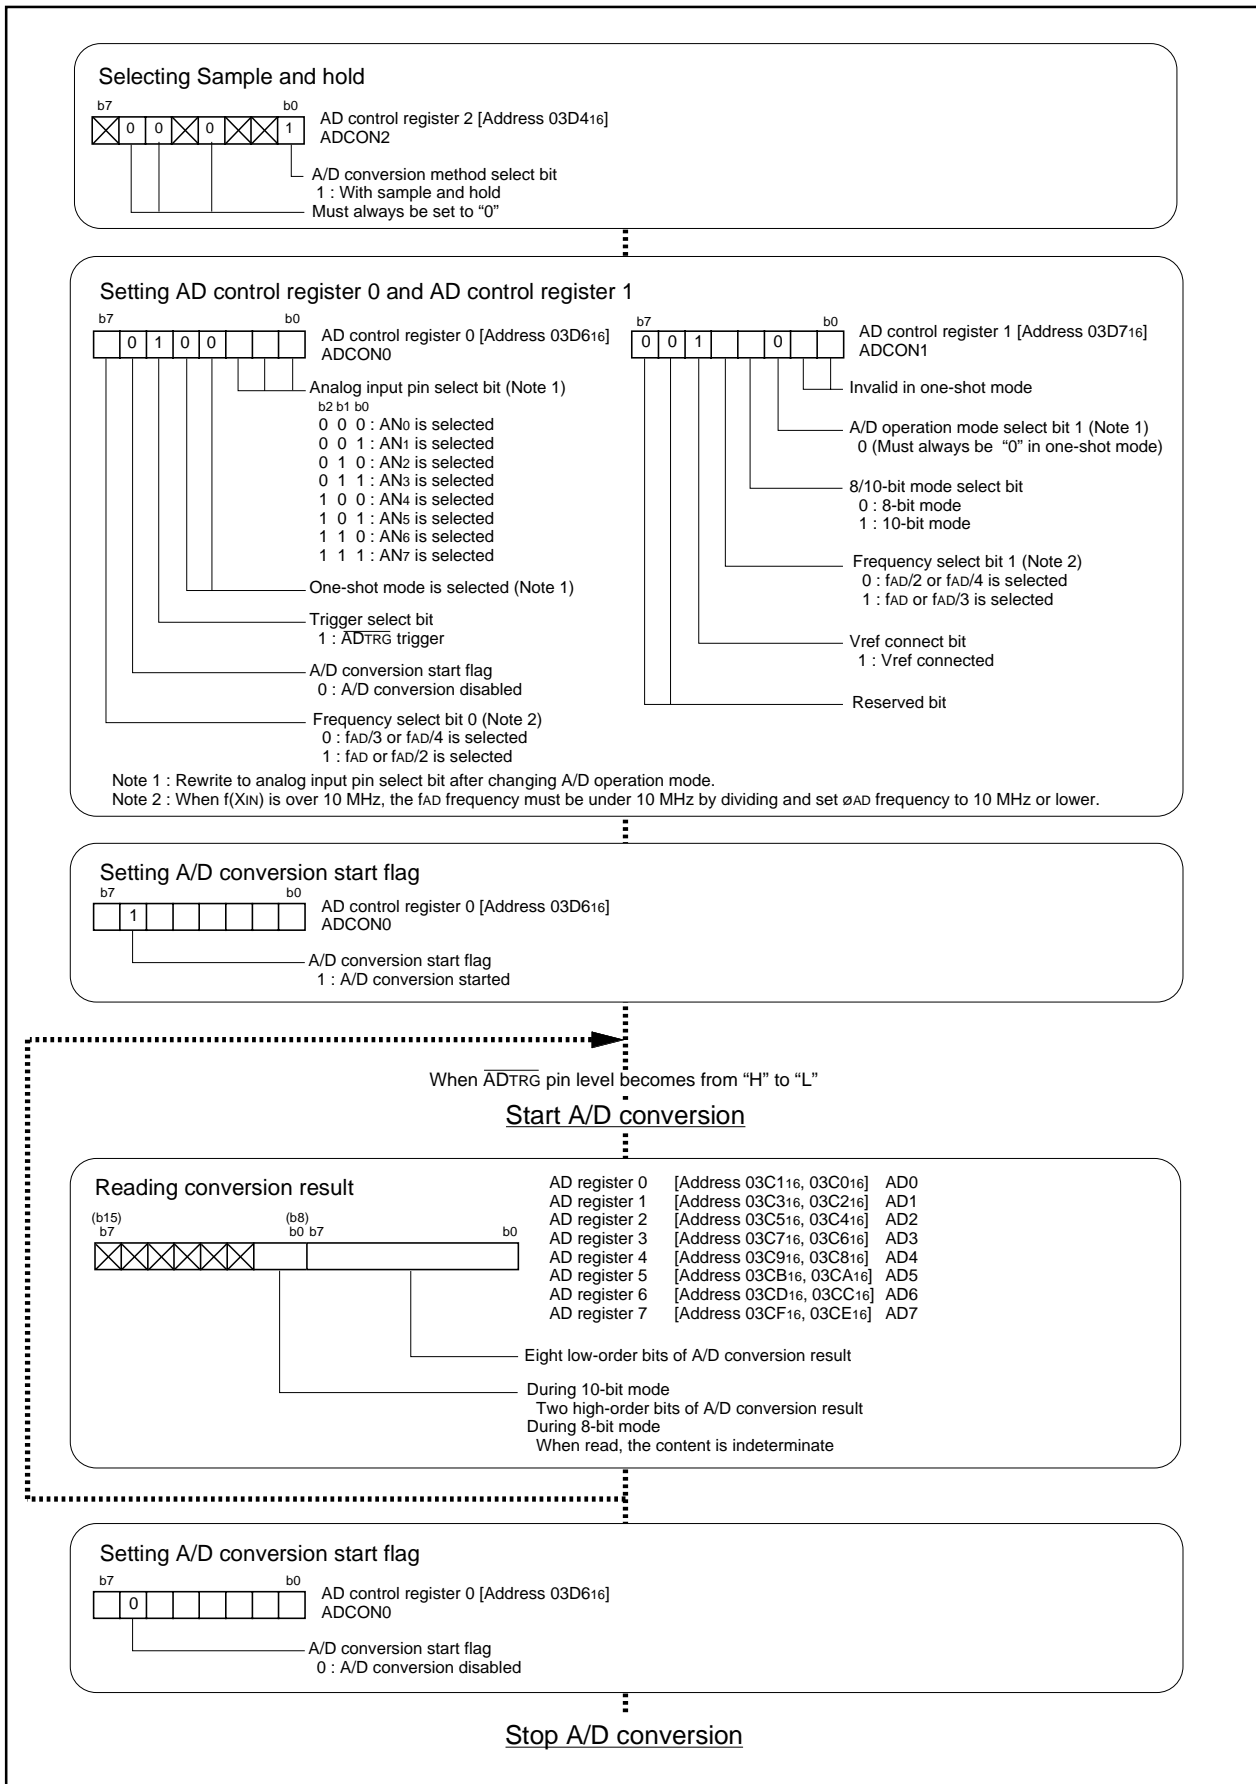 Selecting Sample and hold
b7 b0
0 0 0 1
AD control register 2 [Address 03D416]
ADCON2
A/D conversion method select bit
1 : With sample and hold
Must always be set to “0”
Setting AD control register 0 and AD control register 1
b7 b0
0 1 0 0
AD control register 0 [Address 03D616]
ADCON0
Analog input pin select bit (Note 1)
b2 b1 b0
0 0 0 : AN0 is selected
0 0 1 : AN1 is selected
0 1 0 : AN2 is selected
0 1 1 : AN3 is selected
1 0 0 : AN4 is selected
1 0 1 : AN5 is selected
1 1 0 : AN6 is selected
1 1 1 : AN7 is selected
One-shot mode is selected (Note 1)
Trigger select bit
1 : ADTRG trigger
A/D conversion start flag
0 : A/D conversion disabled
Frequency select bit 0 (Note 2)
0 : fAD/3 or fAD/4 is selected
1 : fAD or fAD/2 is selected
b7 b0
0 0 1 0
AD control register 1 [Address 03D716]
ADCON1
Invalid in one-shot mode
A/D operation mode select bit 1 (Note 1)
0 (Must always be “0” in one-shot mode)
8/10-bit mode select bit
0 : 8-bit mode
1 : 10-bit mode
Frequency select bit 1 (Note 2)
0 : fAD/2 or fAD/4 is selected
1 : fAD or fAD/3 is selected
Vref connect bit
1 : Vref connected
Reserved bit
Note 1 : Rewrite to analog input pin select bit after changing A/D operation mode.
Note 2 : When f(XIN) is over 10 MHz, the fAD frequency must be under 10 MHz by dividing and set øAD frequency to 10 MHz or lower.
Setting A/D conversion start flag
b7 b0
1
AD control register 0 [Address 03D616]
ADCON0
A/D conversion start flag
1 : A/D conversion started
When ADTRG pin level becomes from “H” to “L”
Start A/D conversion
Reading conversion result
(b15) (b8)
b7 b0 b7 b0
AD register 0 [Address 03C116, 03C016] AD0
AD register 1 [Address 03C316, 03C216] AD1
AD register 2 [Address 03C516, 03C416] AD2
AD register 3 [Address 03C716, 03C616] AD3
AD register 4 [Address 03C916, 03C816] AD4
AD register 5 [Address 03CB16, 03CA16] AD5
AD register 6 [Address 03CD16, 03CC16] AD6
AD register 7 [Address 03CF16, 03CE16] AD7
Eight low-order bits of A/D conversion result
During 10-bit mode
Two high-order bits of A/D conversion result
During 8-bit mode
When read, the content is indeterminate
Setting A/D conversion start flag
b7 b0
0
AD control register 0 [Address 03D616]
ADCON0
A/D conversion start flag
0 : A/D conversion disabled
Stop A/D conversion